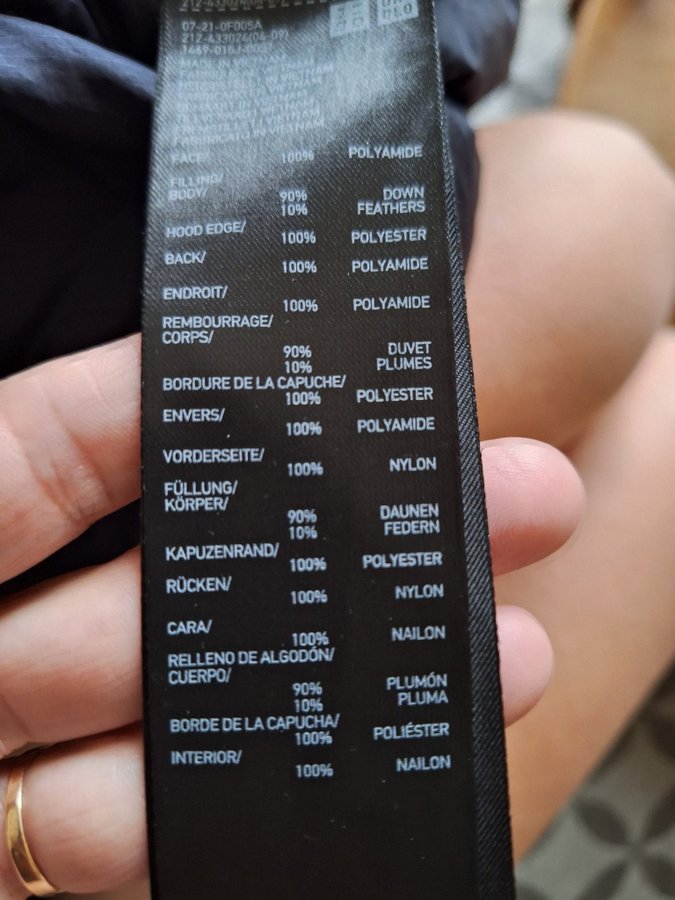 07-21-0F005A
212-433024(04-09)
MADE IN VIETNAM
FACE/ 100% POLYAMIDE
FILLING/
BODY/ 90% DOWN
10% FEATHERS
HOOD EDGE/ 100% POLYESTER
BACK/ 100% POLYAMIDE
ENDROIT/ 100% POLYAMIDE
REMBOURRAGE/
CORPS/
90% DUVET
10% PLUMES
BORDURE DE LA CAPUCHE/
100% POLYESTER
ENVERS/ 100% POLYAMIDE
VORDERSEITE/ 100% NYLON
FÜLLUNG/
KÖRPER/
90% DAUNEN
10% FEDERN
KAPUZENRAND/ 100% POLYESTER
RÜCKEN/ 100% NYLON
CARA/ 100% NAILON
RELLENO DE ALGODÓN/
CUERPO/
90% PLUMÓN
10% PLUMA
BORDE DE LA CAPUCHA/
100% POLIÉSTER
INTERIOR/ 100% NAILON